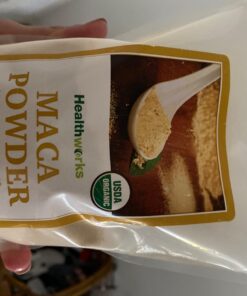 Healthworks
MACA
POWDER
USDA
ORGANIC